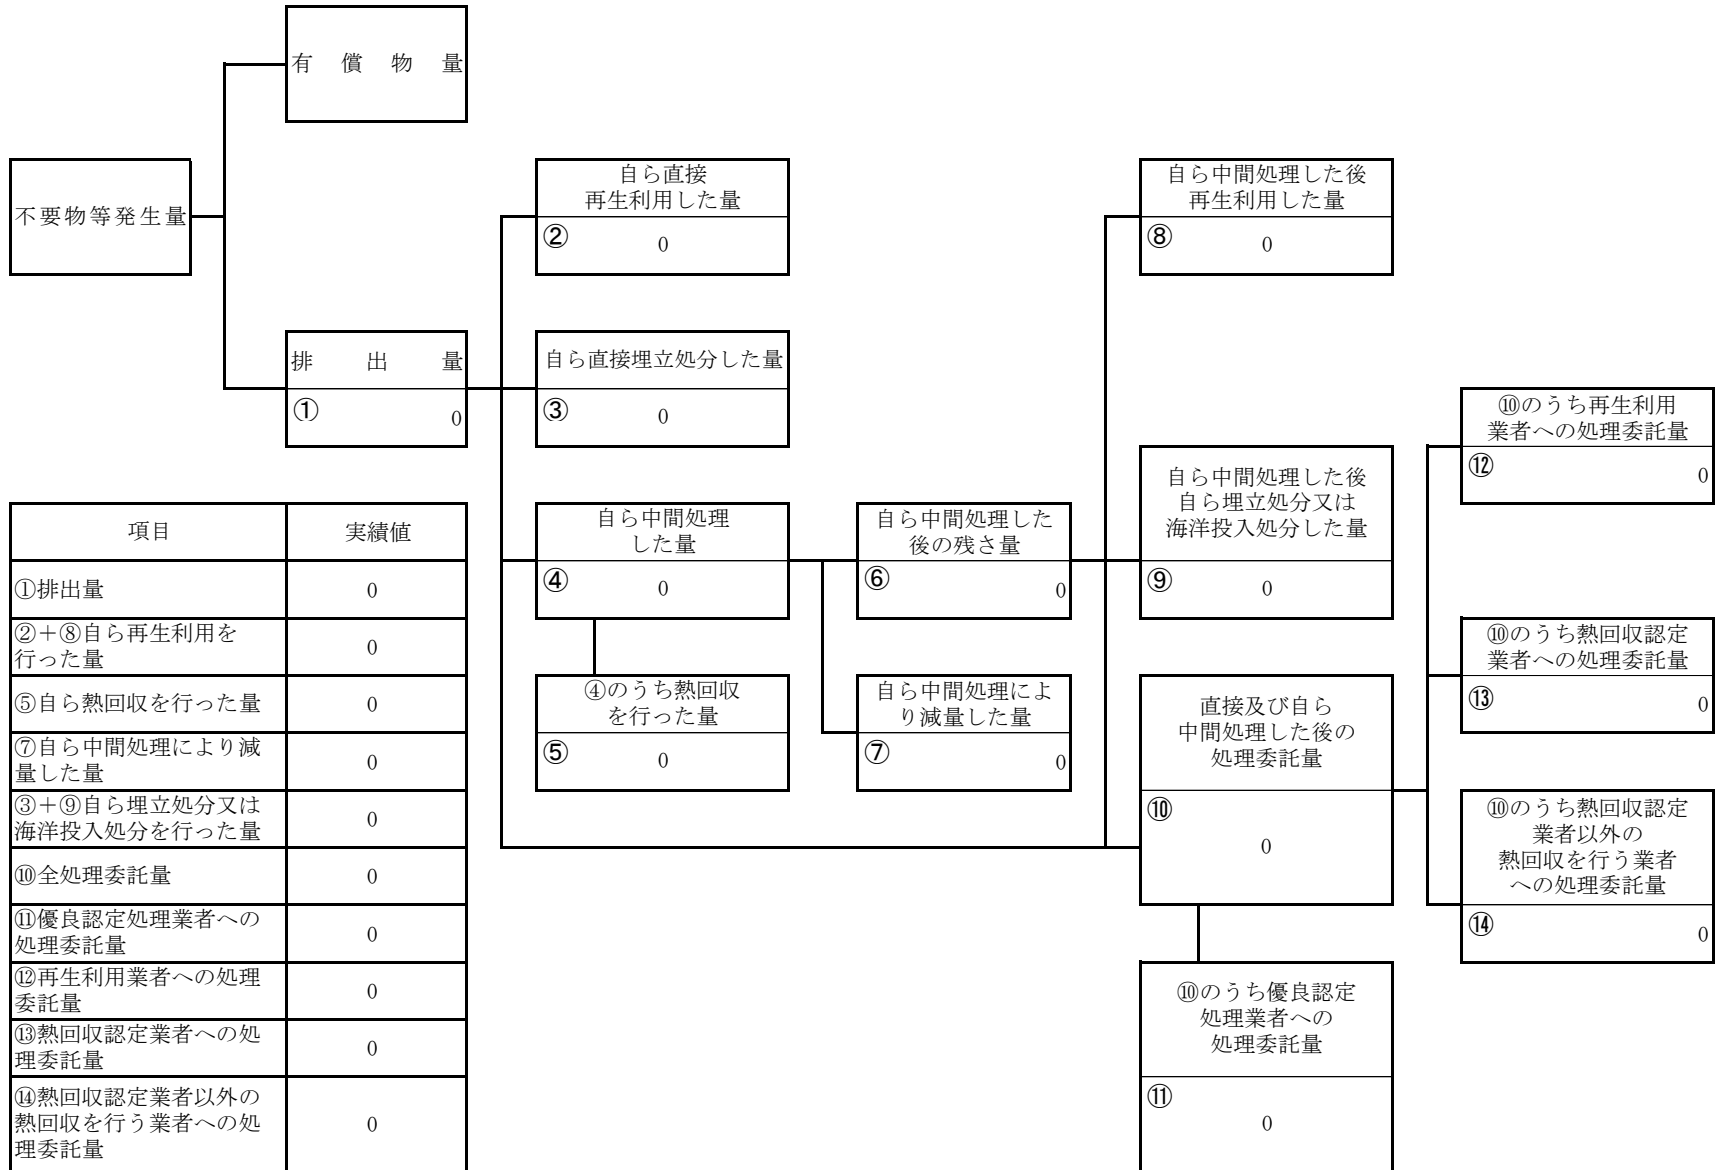 有償物量
不要物等発生量
排出量
① 0
自ら直接
再生利用した量
② 0
自ら直接埋立処分した量
③ 0
自ら中間処理
した量
④ 0
④のうち熱回収
を行った量
⑤ 0
自ら中間処理した
後の残さ量
⑥ 0
自ら中間処理によ
り減量した量
⑦ 0
自ら中間処理した後
再生利用した量
⑧ 0
自ら中間処理した後
自ら埋立処分又は
海洋投入処分した量
⑨ 0
直接及び自ら
中間処理した後の
処理委託量
⑩
0
⑩のうち優良認定
処理業者への
処理委託量
⑪
0
⑩のうち再生利用
業者への処理委託量
⑫ 0
⑩のうち熱回収認定
業者への処理委託量
⑬ 0
⑩のうち熱回収認定
業者以外の
熱回収を行う業者
への処理委託量
⑭ 0
項目 実績値
①排出量 0
②＋⑧自ら再生利用を
行った量 0
⑤自ら熱回収を行った量 0
⑦自ら中間処理により減
量した量 0
③＋⑨自ら埋立処分又は
海洋投入処分を行った量 0
⑩全処理委託量 0
⑪優良認定処理業者への
処理委託量 0
⑫再生利用業者への処理
委託量 0
⑬熱回収認定業者への処
理委託量 0
⑭熱回収認定業者以外の
熱回収を行う業者への処 0
理委託量